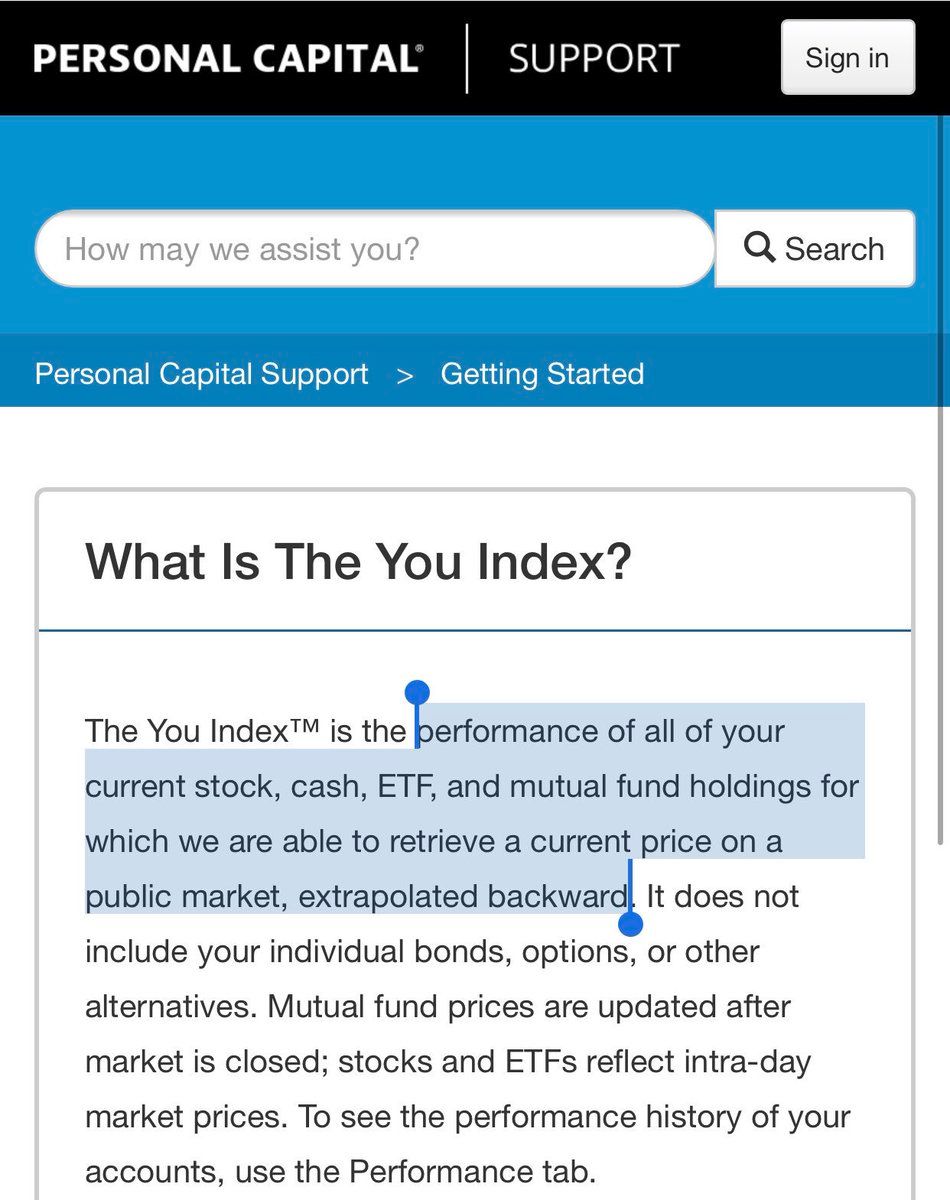 PERSONAL CAPITAL® | SUPPORT
Sign in
How may we assist you?
Search
Personal Capital Support > Getting Started
What Is The You Index?
The You Index™ is the performance of all of your
current stock, cash, ETF, and mutual fund holdings for
which we are able to retrieve a current price on a
public market, extrapolated backward. It does not
include your individual bonds, options, or other
alternatives. Mutual fund prices are updated after
market is closed; stocks and ETFs reflect intra-day
market prices. To see the performance history of your
accounts, use the Performance tab.